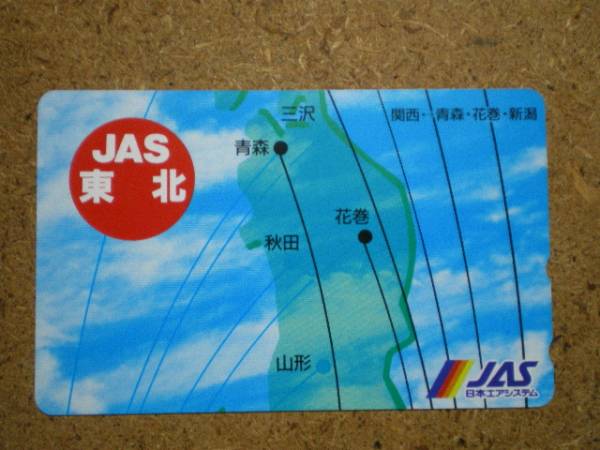 JAS
東 北
三沢
関西-青森・花巻・新潟
青森
花巻
秋田
山形
JAS
日本エアシステム